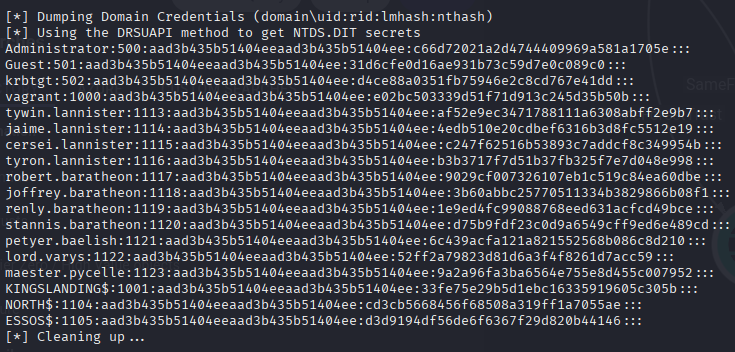 [*] Dumping Domain Credentials (domain\uid:rid:lmhash:nthash)
[*] Using the DRSUAPI method to get NTDS.DIT secrets
Administrator:500:aad3b435b51404eeaad3b435b51404ee:c66d72021a2d4744409969a581a1705e:::
Guest:501:aad3b435b51404eeaad3b435b51404ee:31d6cfe0d16ae931b73c59d7e0c089c0:::
krbtgt:502:aad3b435b51404eeaad3b435b51404ee:d4ce88a0351fb75946e2c8cd767e41dd:::
vagrant:1000:aad3b435b51404eeaad3b435b51404ee:e02bc503339d51f71d913c245d35b50b:::
tywin.lannister:1113:aad3b435b51404eeaad3b435b51404ee:af52e9ec3471788111a6308abff2e9b7:::
jaime.lannister:1114:aad3b435b51404eeaad3b435b51404ee:4edb510e20cdbef6316b3d8fc5512e19:::
cersei.lannister:1115:aad3b435b51404eeaad3b435b51404ee:c247f62516b53893c7addcf8c349954b:::
tyron.lannister:1116:aad3b435b51404eeaad3b435b51404ee:b3b3717f7d51b37fb325f7e7d048e998:::
robert.baratheon:1117:aad3b435b51404eeaad3b435b51404ee:9029cf007326107eb1c519c84ea60dbe:::
joffrey.baratheon:1118:aad3b435b51404eeaad3b435b51404ee:3b60abbc25770511334b3829866b08f1:::
renly.baratheon:1119:aad3b435b51404eeaad3b435b51404ee:1e9ed4fc99088768eed631acfcd49bce:::
stannis.baratheon:1120:aad3b435b51404eeaad3b435b51404ee:d75b9fdf23c0d9a6549cff9ed6e489cd:::
petyer.baelish:1121:aad3b435b51404eeaad3b435b51404ee:6c439acfa121a821552568b086c8d210:::
lord.varys:1122:aad3b435b51404eeaad3b435b51404ee:52ff2a79823d81d6a3f4f8261d7acc59:::
maester.pycelle:1123:aad3b435b51404eeaad3b435b51404ee:9a2a96fa3ba6564e755e8d455c007952:::
KINGSLANDING$:1001:aad3b435b51404eeaad3b435b51404ee:33fe75e29b5d1ebc16335919605c305b:::
NORTH$:1104:aad3b435b51404eeaad3b435b51404ee:cd3cb5668456f68508a319ff1a7055ae:::
ESSOS$:1105:aad3b435b51404eeaad3b435b51404ee:d3d9194df56de6f6367f29d820b44146:::
[*] Cleaning up...